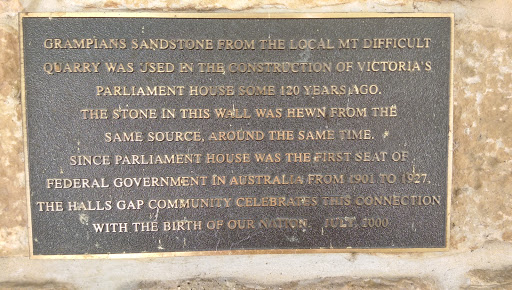 GRAMPIANS SANDSTONE FROM THE LOCAL MT DIFFICULT
QUARRY WAS USED IN THE CONSTRUCTION OF VICTORIA'S
PARLIAMENT HOUSE SOME 120 YEARS AGO.
THE STONE IN THIS WALL WAS HEWN FROM THE
SAME SOURCE, AROUND THE SAME TIME.
SINCE PARLIAMENT HOUSE WAS THE FIRST SEAT OF
FEDERAL GOVERNMENT IN AUSTRALIA FROM 1901 TO 1927,
THE HALLS GAP COMMUNITY CELEBRATES THIS CONNECTION
WITH THE BIRTH OF OUR NATION. JULY, 2000